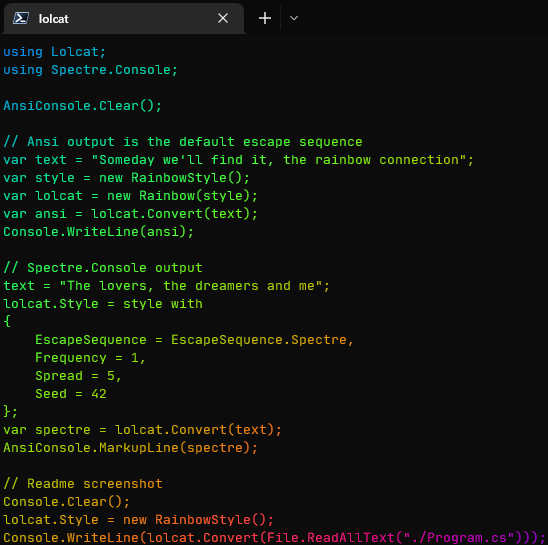 lolcat
using Lolcat;
using Spectre.Console;
AnsiConsole.Clear();
// Ansi output is the default escape sequence
var text = "Someday we'll find it, the rainbow connection";
var style = new RainbowStyle();
var lolcat = new Rainbow(style);
var ansi = lolcat.Convert(text);
Console.WriteLine(ansi);
// Spectre.Console output
text = "The lovers, the dreamers and me";
lolcat.Style = style with
{
    EscapeSequence = EscapeSequence.Spectre,
    Frequency = 1,
    Spread = 5,
    Seed = 42
};
var spectre = lolcat.Convert(text);
AnsiConsole.MarkupLine(spectre);
// Readme screenshot
Console.Clear();
lolcat.Style = new RainbowStyle();
Console.WriteLine(lolcat.Convert(File.ReadAllText("./Program.cs")));